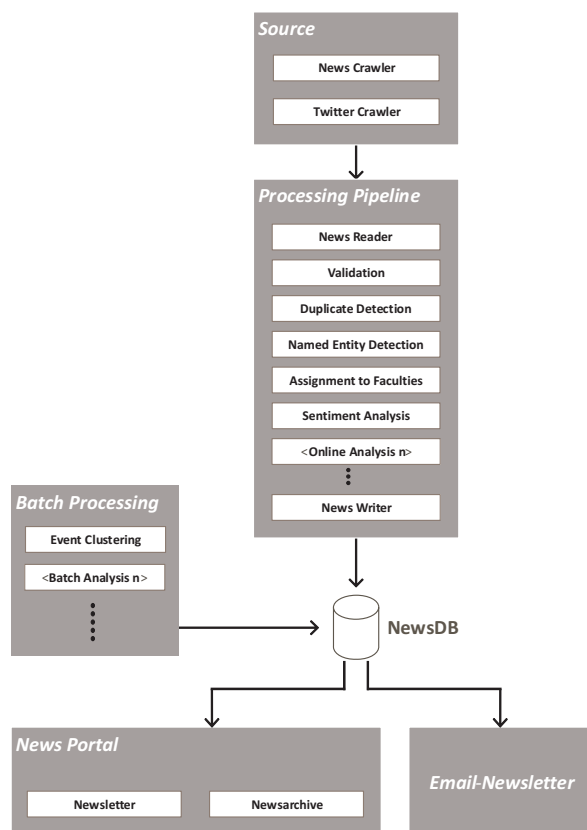 Source
News Crawler
Twitter Crawler
Processing Pipeline
News Reader
Validation
Duplicate Detection
Named Entity Detection
Assignment to Faculties
Sentiment Analysis
<Online Analysis n>
News Writer
Batch Processing
Event Clustering
<Batch Analysis n>
NewsDB
News Portal
Newsletter
Newsarchive
Email-Newsletter